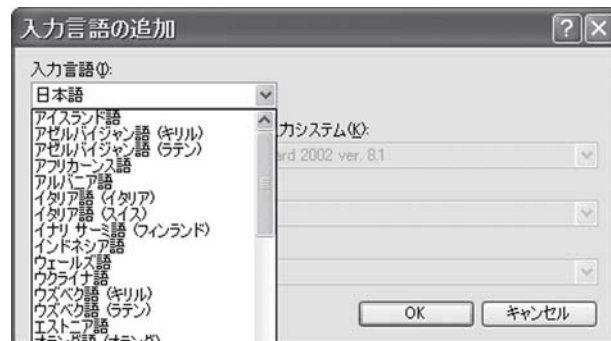 入力言語の追加
入力言語(I):
日本語
アイスランド語
アゼルバイジャン語 (キリル)
アゼルバイジャン語 (ラテン)
アフリカーンス語
アルバニア語
イタリア語 (イタリア)
イタリア語 (スイス)
イナリ サーミ語 (フィンランド)
インドネシア語
ウェールズ語
ウクライナ語
ウズベク語 (キリル)
ウズベク語 (ラテン)
エストニア語
力システム(K):
ard 2002 ver. 8.1
OK
キャンセル